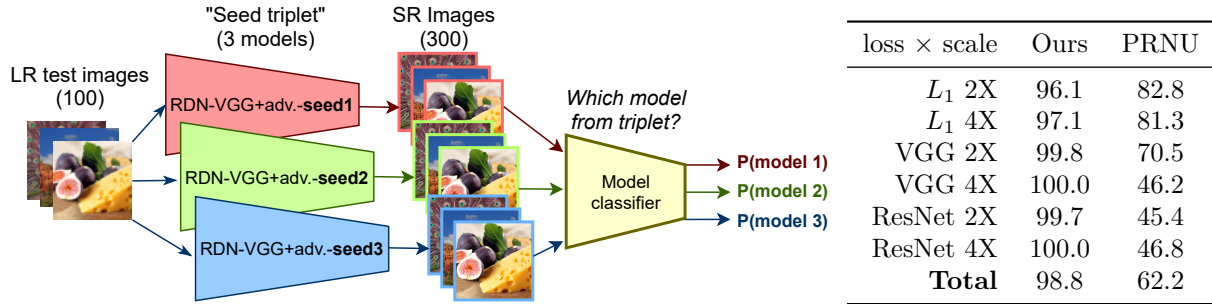 "Seed triplet"
(3 models)
SR Images
(300)
LR test images
(100)
RDN-VGG+adv.-seed1
RDN-VGG+adv.-seed2
RDN-VGG+adv.-seed3
Which model
from triplet?
Model
classifier
P(model 1)
P(model 2)
P(model 3)
loss × scale Ours PRNU
L₁ 2X 96.1 82.8
L₁ 4X 97.1 81.3
VGG 2X 99.8 70.5
VGG 4X 100.0 46.2
ResNet 2X 99.7 45.4
ResNet 4X 100.0 46.8
Total 98.8 62.2